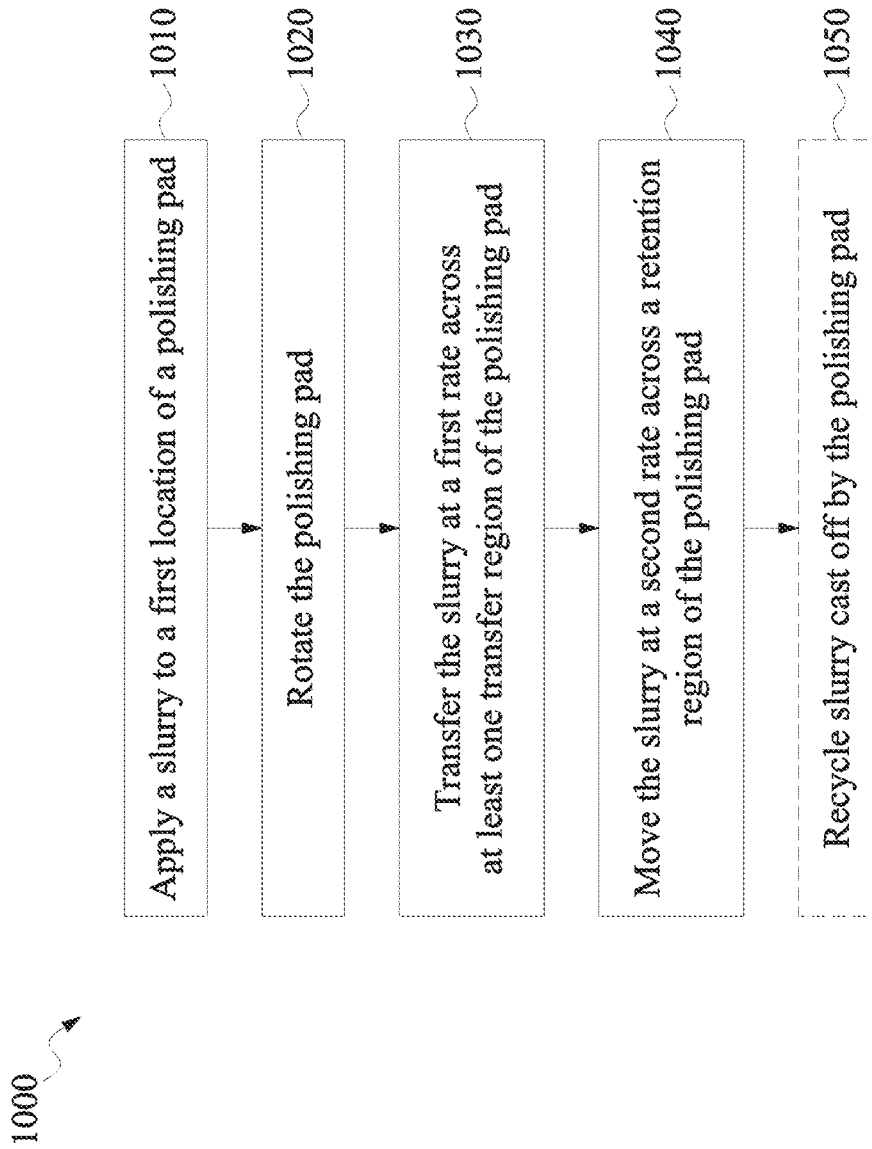 1000
Apply a slurry to a first location of a polishing pad
1010
Rotate the polishing pad
1020
Transfer the slurry at a first rate across
at least one transfer region of the polishing pad
1030
Move the slurry at a second rate across a retention
region of the polishing pad
1040
Recycle slurry cast off by the polishing pad
1050